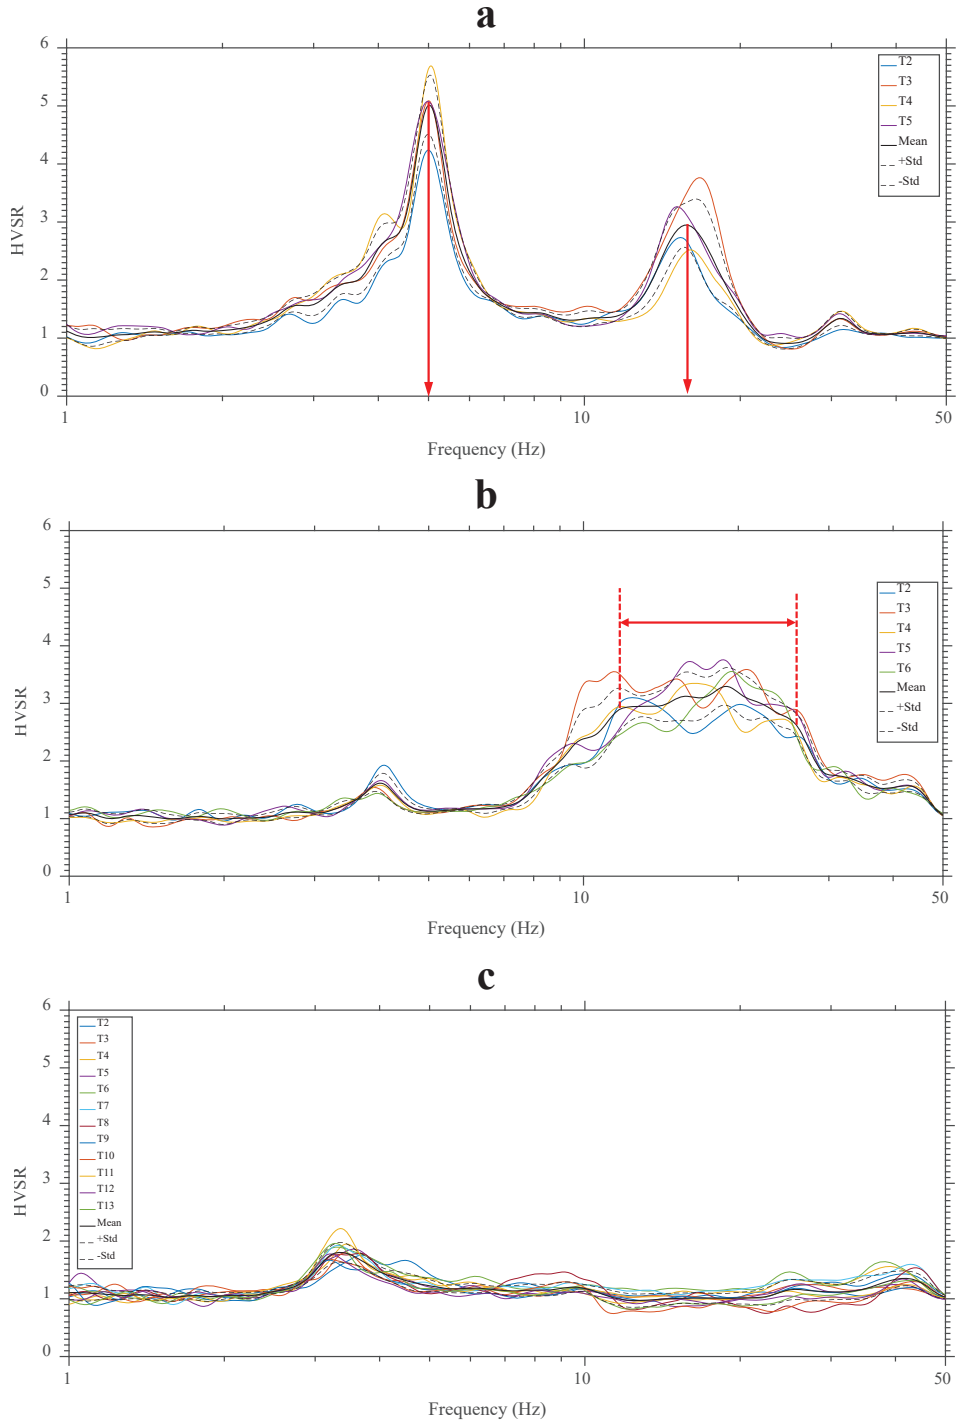 a
6
5
4
3
2
1
0
HVSR
T2
T3
T4
T5
Mean
+Std
-Std
1
10
50
Frequency (Hz)
b
6
5
4
3
2
1
0
HVSR
T2
T3
T4
T5
T6
Mean
+Std
-Std
1
10
50
Frequency (Hz)
c
6
5
4
3
2
1
0
HVSR
T2
T3
T4
T5
T6
T7
T8
T9
T10
T11
T12
T13
Mean
+Std
-Std
1
10
50
Frequency (Hz)